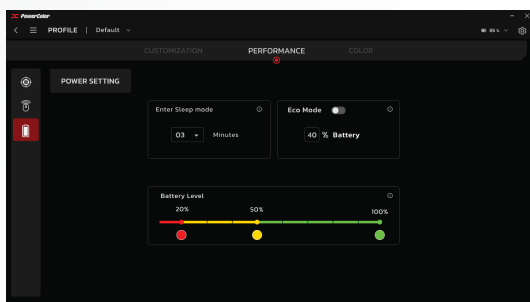 PowerColor
PROFILE | Default
85 %
CUSTOMIZATION PERFORMANCE COLOR
POWER SETTING
Enter Sleep mode
03 Minutes
Eco Mode
40 % Battery
Battery Level
20% 50% 100%